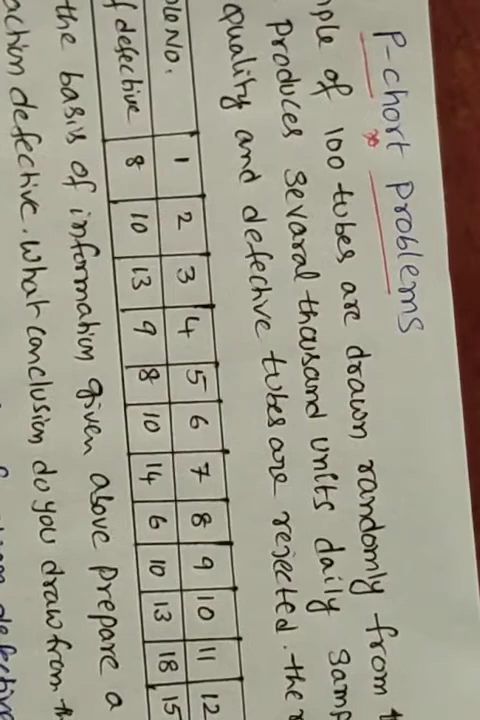 P-chort Problems
mple of 100 tubes are drawn randomly from
Produces sevaral thousand units daily Samp
quality and defective tubes are rejected. the
ple No. 1 2 3 4 5 6 7 8 9 10 11 12
f defective 8 10 13 9 8 10 14 6 10 13 18 15
the basis of information given above Prepare a
action defective. What conclusion do you draw from th